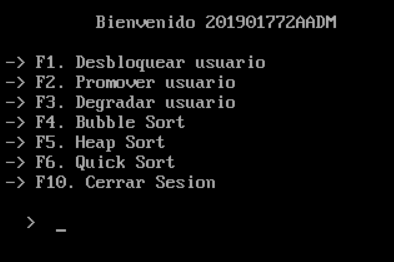 Bienvenido 201901772AADM
-> F1. Desbloquear usuario
-> F2. Promover usuario
-> F3. Degradar usuario
-> F4. Bubble Sort
-> F5. Heap Sort
-> F6. Quick Sort
-> F10. Cerrar Sesion
> _